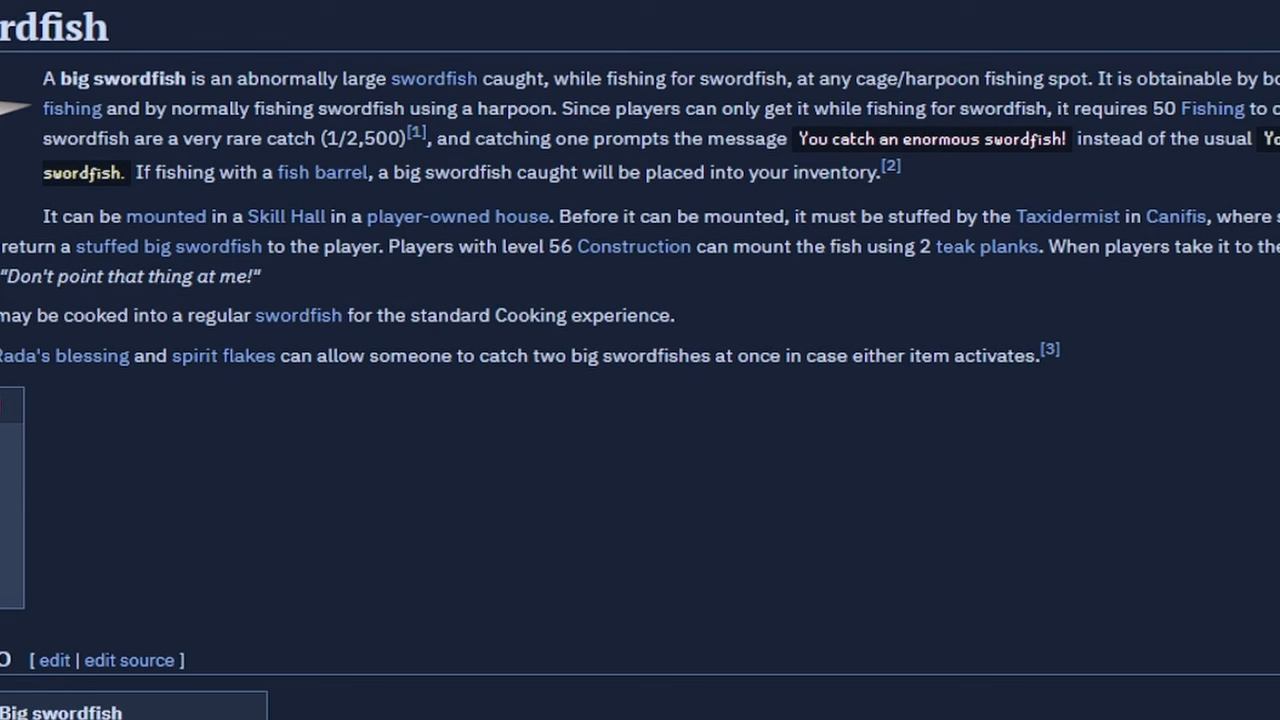 rdfish
A big swordfish is an abnormally large swordfish caught, while fishing for swordfish, at any cage/harpoon fishing spot. It is obtainable by
fishing and by normally fishing swordfish using a harpoon. Since players can only get it while fishing for swordfish, it requires 50 Fishing to
swordfish are a very rare catch (1/2,500)[1], and catching one prompts the message You catch an enormous swordfish! instead of the usual
swordfish. If fishing with a fish barrel, a big swordfish caught will be placed into your inventory.[2]
It can be mounted in a Skill Hall in a player-owned house. Before it can be mounted, it must be stuffed by the Taxidermist in Canifis, where
return a stuffed big swordfish to the player. Players with level 56 Construction can mount the fish using 2 teak planks. When players take it to the
"Don't point that thing at me!"
may be cooked into a regular swordfish for the standard Cooking experience.
Rada's blessing and spirit flakes can allow someone to catch two big swordfishes at once in case either item activates.[3]
[ edit | edit source ]
Big swordfish